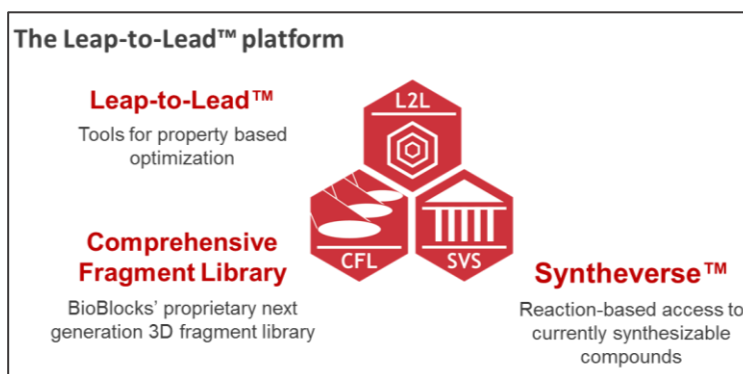 The Leap-to-Lead™ platform
Leap-to-Lead™
Tools for property based
optimization
L2L
Comprehensive
Fragment Library
BioBlocks’ proprietary next
generation 3D fragment library
CFL
SVS
Syntheverse™
Reaction-based access to
currently synthesizable
compounds